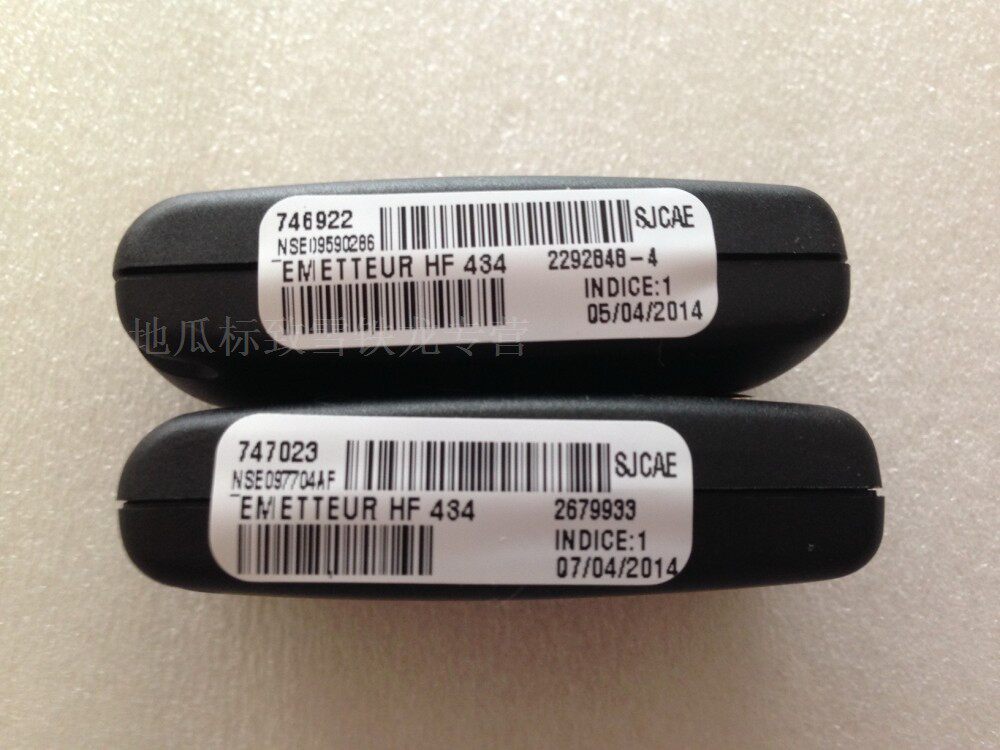 746922 SJCAE
NSE09590286
EMETTEUR HF 434 2292848-4
INDICE:1
05/04/2014
地瓜标致雪铁龙专营
747023 SJCAE
NSE097704AF
EMETTEUR HF 434 2679933
INDICE:1
07/04/2014